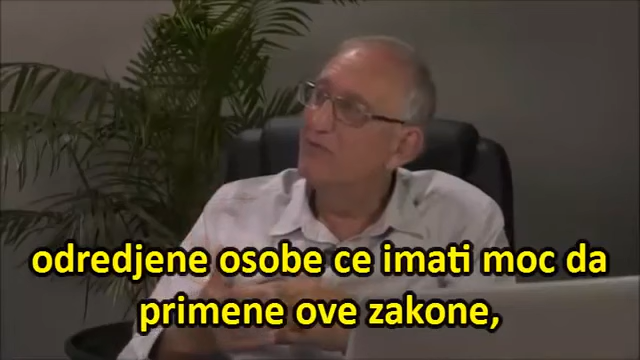 odredjene osobe ce imati moc da
primene ove zakone,